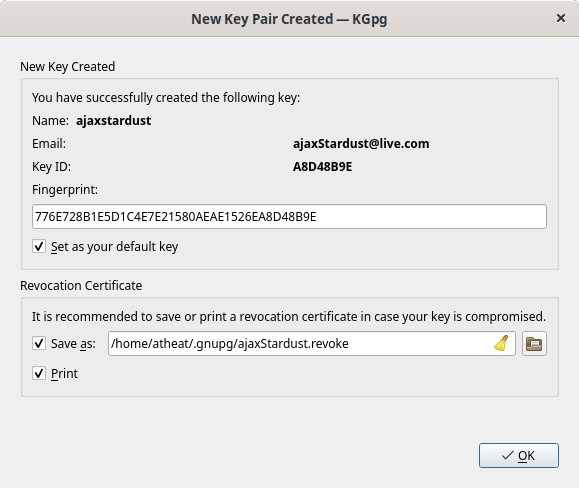 New Key Pair Created — KGpg
New Key Created
You have successfully created the following key:
Name: ajaxstardust
Email: ajaxStardust@live.com
Key ID: A8D48B9E
Fingerprint:
776E728B1E5D1C4E7E21580AEAE1526EA8D48B9E
Set as your default key
Revocation Certificate
It is recommended to save or print a revocation certificate in case your key is compromised.
Save as: /home/atheat/.gnupg/ajaxStardust.revoke
Print
OK